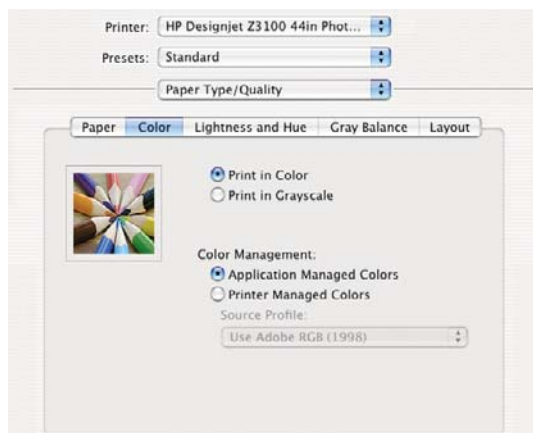 Printer: HP Designjet Z3100 44in Phot...
Presets: Standard
Paper Type/Quality
Paper Color Lightness and Hue Gray Balance Layout
Print in Color
Print in Grayscale
Color Management:
Application Managed Colors
Printer Managed Colors
Source Profile:
Use Adobe RGB (1998)